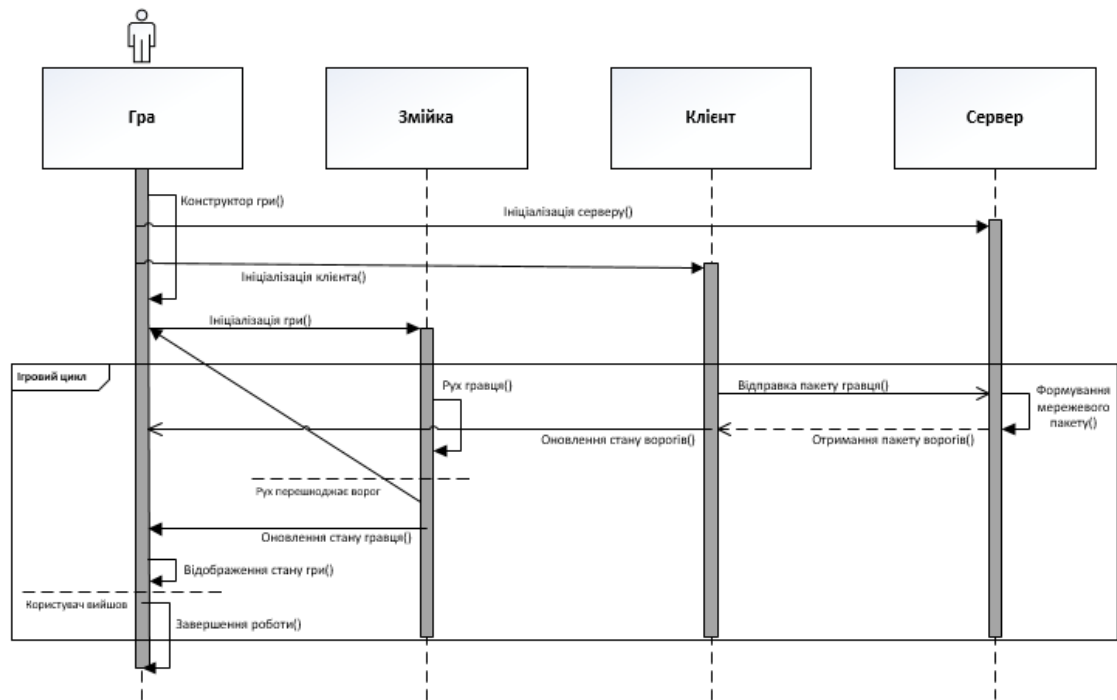 Гра
Змійка
Клієнт
Сервер
Конструктор гри()
Ініціалізація серверу()
Ініціалізація клієнта()
Ініціалізація гри()
Ігровий цикл
Рух гравця()
Відправка пакету гравця()
Формування
мережевого
пакету()
Оновлення стану ворогів()
Отримання пакету ворогів()
Рух перешкоджає ворог
Оновлення стану гравця()
Відображення стану гри()
Користувач вийшов
Завершення роботи()